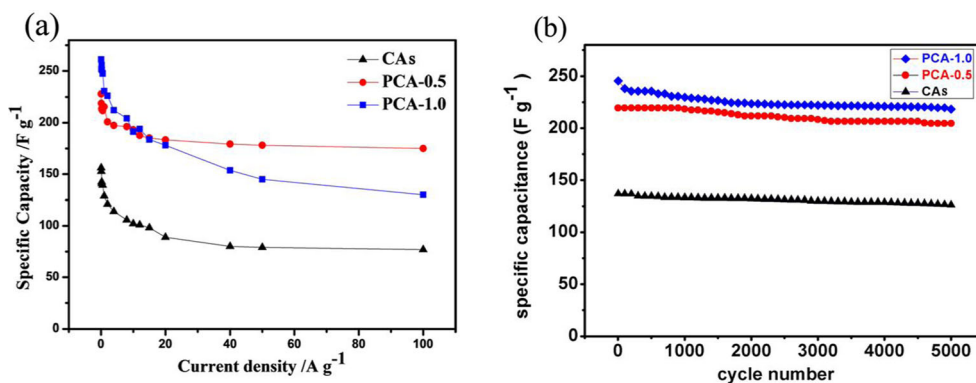 (a)
CAs
PCA-0.5
PCA-1.0
250
200
150
100
50
0
0 20 40 60 80 100
Specific Capacity /F g-1
Current density /A g-1
(b)
PCA-1.0
PCA-0.5
CAs
250
200
150
100
50
0
0 1000 2000 3000 4000 5000
specific capacitance (F g-1)
cycle number